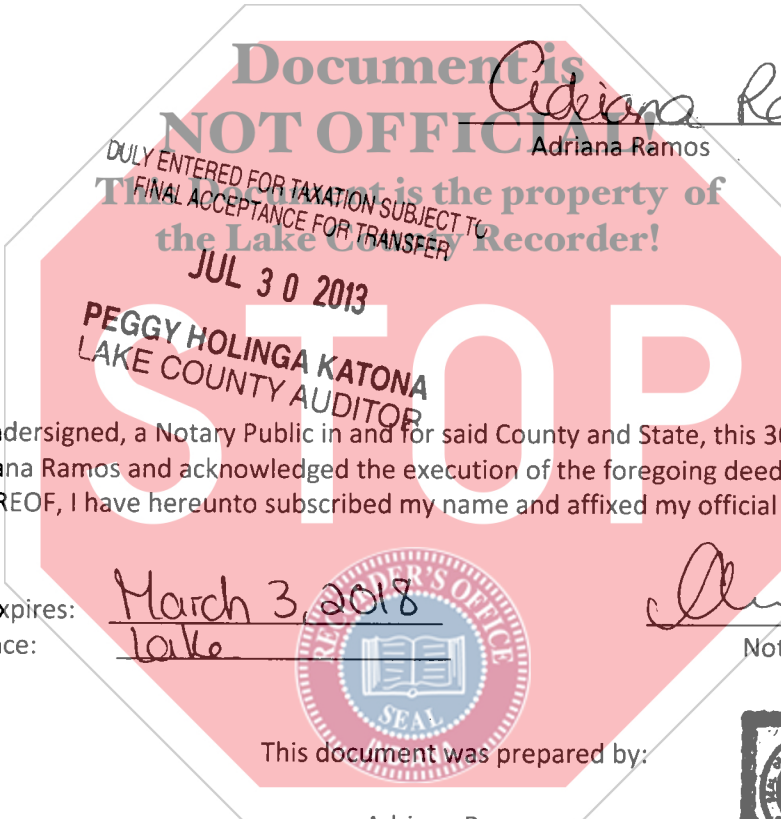 Document is
NOT OFFICIAL!
This Document is the property of
the Lake County Recorder!
Adriana
Adriana Ramos
DULY ENTERED FOR TAXATION SUBJECT TO
FINAL ACCEPTANCE FOR TRANSFER
JUL 30 2013
PEGGY HOLINGA KATONA
LAKE COUNTY AUDITOR
STOP
ndersigned, a Notary Public in and for said County and State, this 30
ana Ramos and acknowledged the execution of the foregoing deed
REOF, I have hereunto subscribed my name and affixed my official
xpires: March 3, 2018
nce: Lake
Not
RECORDER'S OFFICE
SEAL
INDIANA
This document was prepared by: